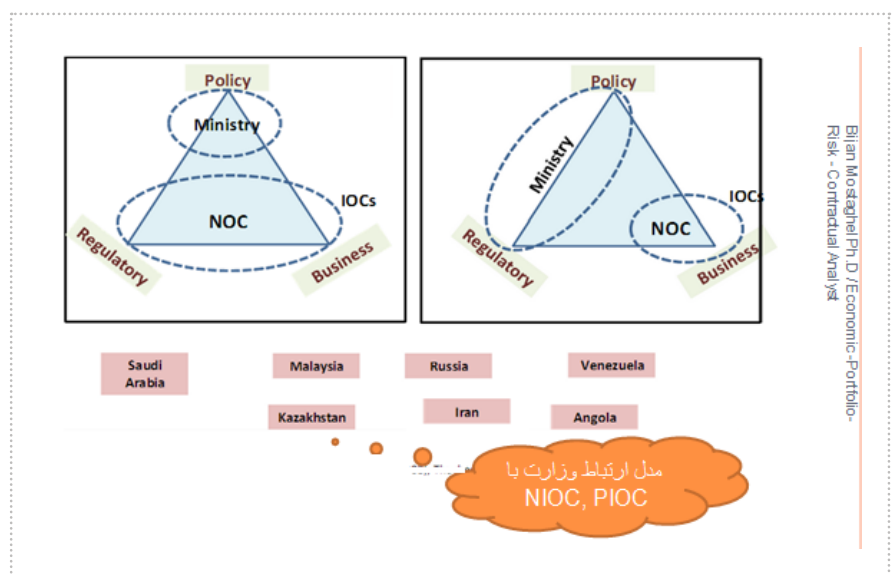 Policy
Ministry
IOCs
NOC
Regulatory
Business
Policy
Ministry
IOCs
NOC
Regulatory
Business
Saudi
Arabia
Malaysia
Russia
Venezuela
Kazakhstan
Iran
Angola
مدل ارتباط وزارت با
NIOC, PIOC
Bijan Mostaghel Ph.D /Economic -Portfolio-
Risk - Contractual Analyst